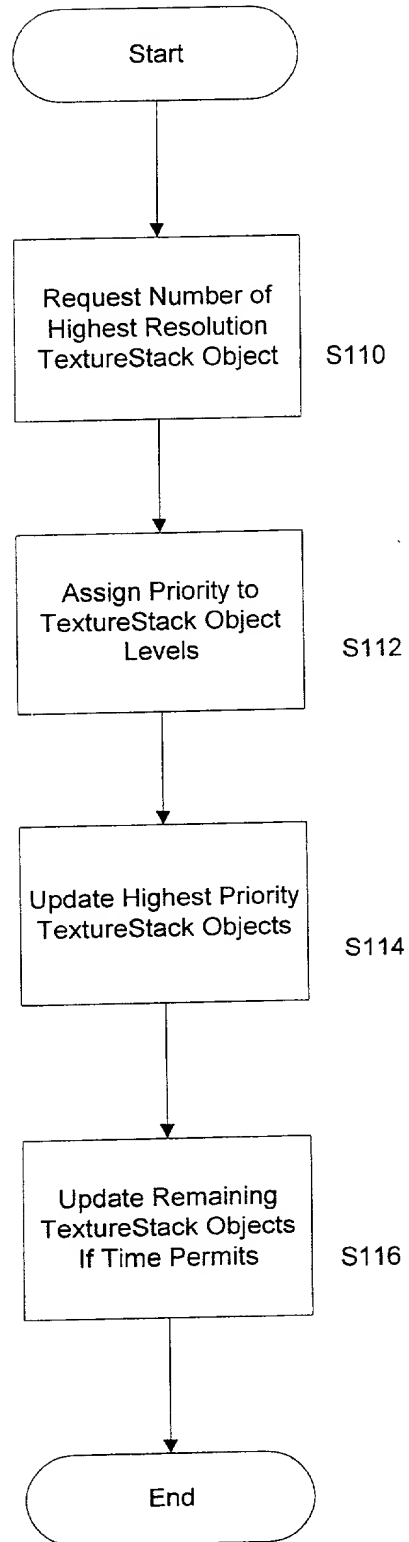 Start
Request Number of
Highest Resolution
TextureStack Object
S110
Assign Priority to
TextureStack Object
Levels
S112
Update Highest Priority
TextureStack Objects
S114
Update Remaining
TextureStack Objects
If Time Permits
S116
End